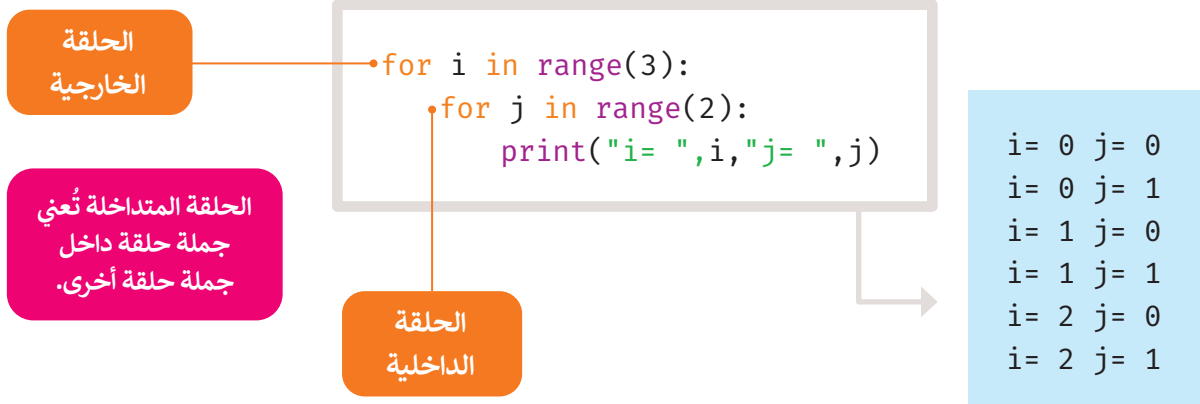 الحلقة
الخارجية
for i in range(3):
for j in range(2):
print("i= ",i,"j= ",j)
الحلقة المتداخلة تُعني
جملة حلقة داخل
جملة حلقة أخرى.
الحلقة
الداخلية
i= 0 j= 0
i= 0 j= 1
i= 1 j= 0
i= 1 j= 1
i= 2 j= 0
i= 2 j= 1